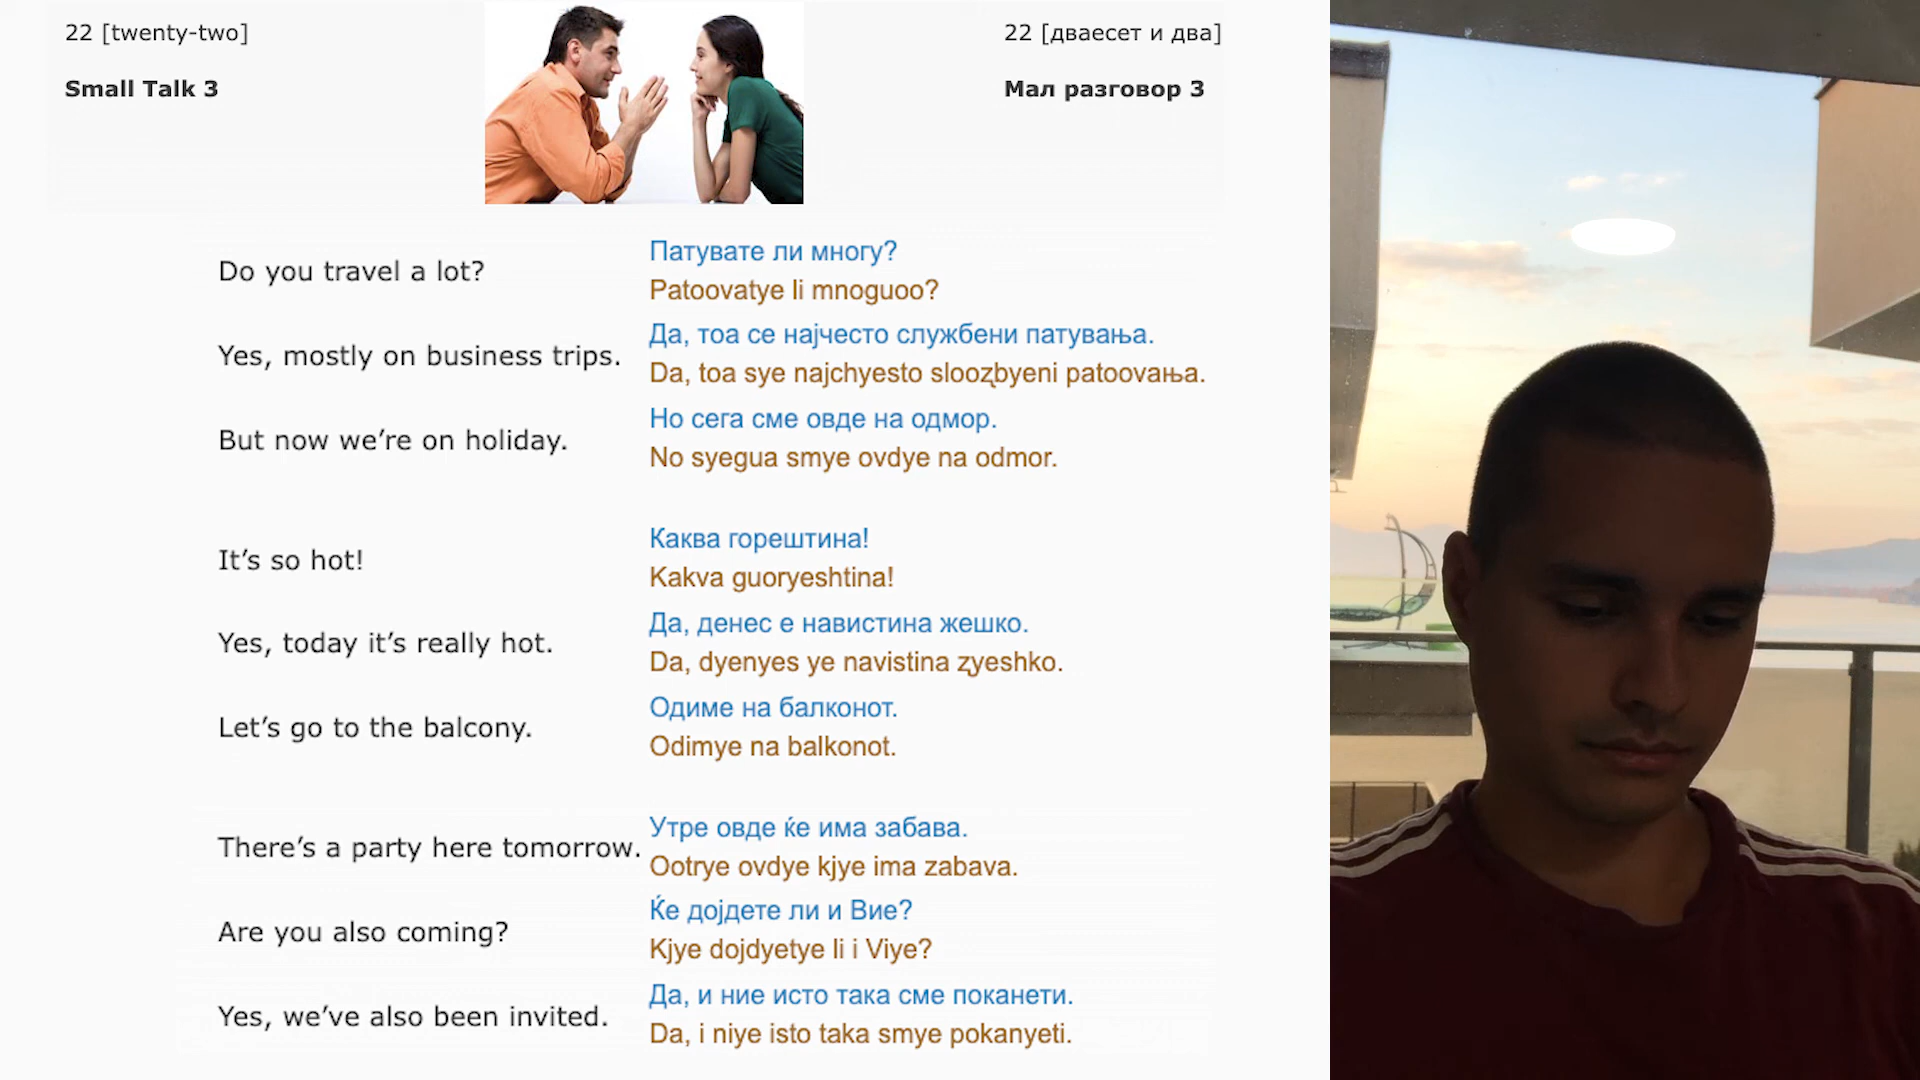 22 [twenty-two]
22 [дваесет и два]
Small Talk 3
Мал разговор 3
Do you travel a lot?
Патувате ли многу?
Patoovatye li mnoguoo?
Yes, mostly on business trips.
Да, тоа се најчесто службени патувања.
Da, toa sye najchyesto slooʐbyeni patoovaњa.
But now we’re on holiday.
Но сега сме овде на одмор.
No syegua smye ovdye na odmor.
It’s so hot!
Каква горештина!
Kakva guoryeshtina!
Yes, today it’s really hot.
Да, денес е навистина жешко.
Da, dyenyes ye navistina ʐyeshko.
Let’s go to the balcony.
Одиме на балконот.
Odimye na balkonot.
There’s a party here tomorrow.
Утре овде ќе има забава.
Ootrye ovdye kjye ima zabava.
Are you also coming?
Ќе дојдете ли и Вие?
Kjye dojdyetye li i Viye?
Yes, we’ve also been invited.
Да, и ние исто така сме поканети.
Da, i niye isto taka smye pokanyeti.